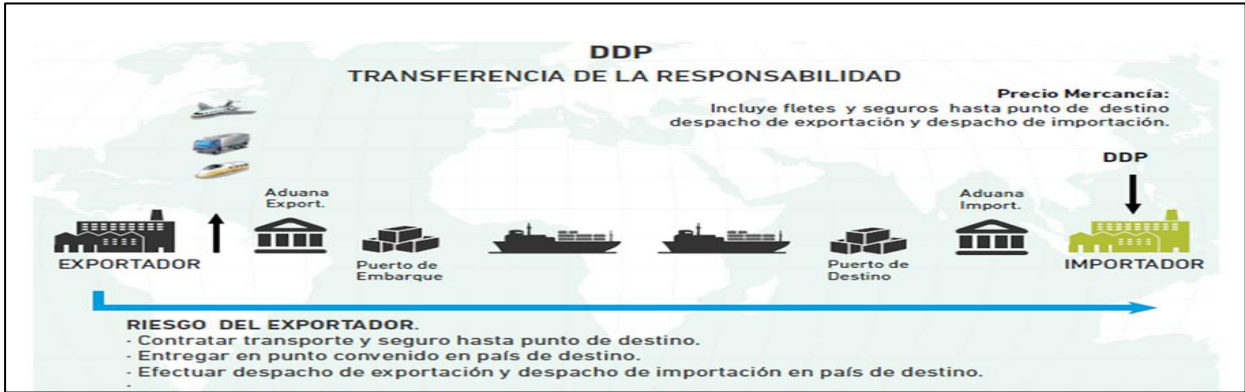 DDP
TRANSFERENCIA DE LA RESPONSABILIDAD
Precio Mercancía:
Incluye fletes y seguros hasta punto de destino
despacho de exportación y despacho de importación.
DDP
Aduana
Export.
Aduana
Import.
EXPORTADOR
Puerto de
Embarque
Puerto de
Destino
IMPORTADOR
RIESGO DEL EXPORTADOR.
- Contratar transporte y seguro hasta punto de destino.
- Entregar en punto convenido en país de destino.
- Efectuar despacho de exportación y despacho de importación en país de destino.
-